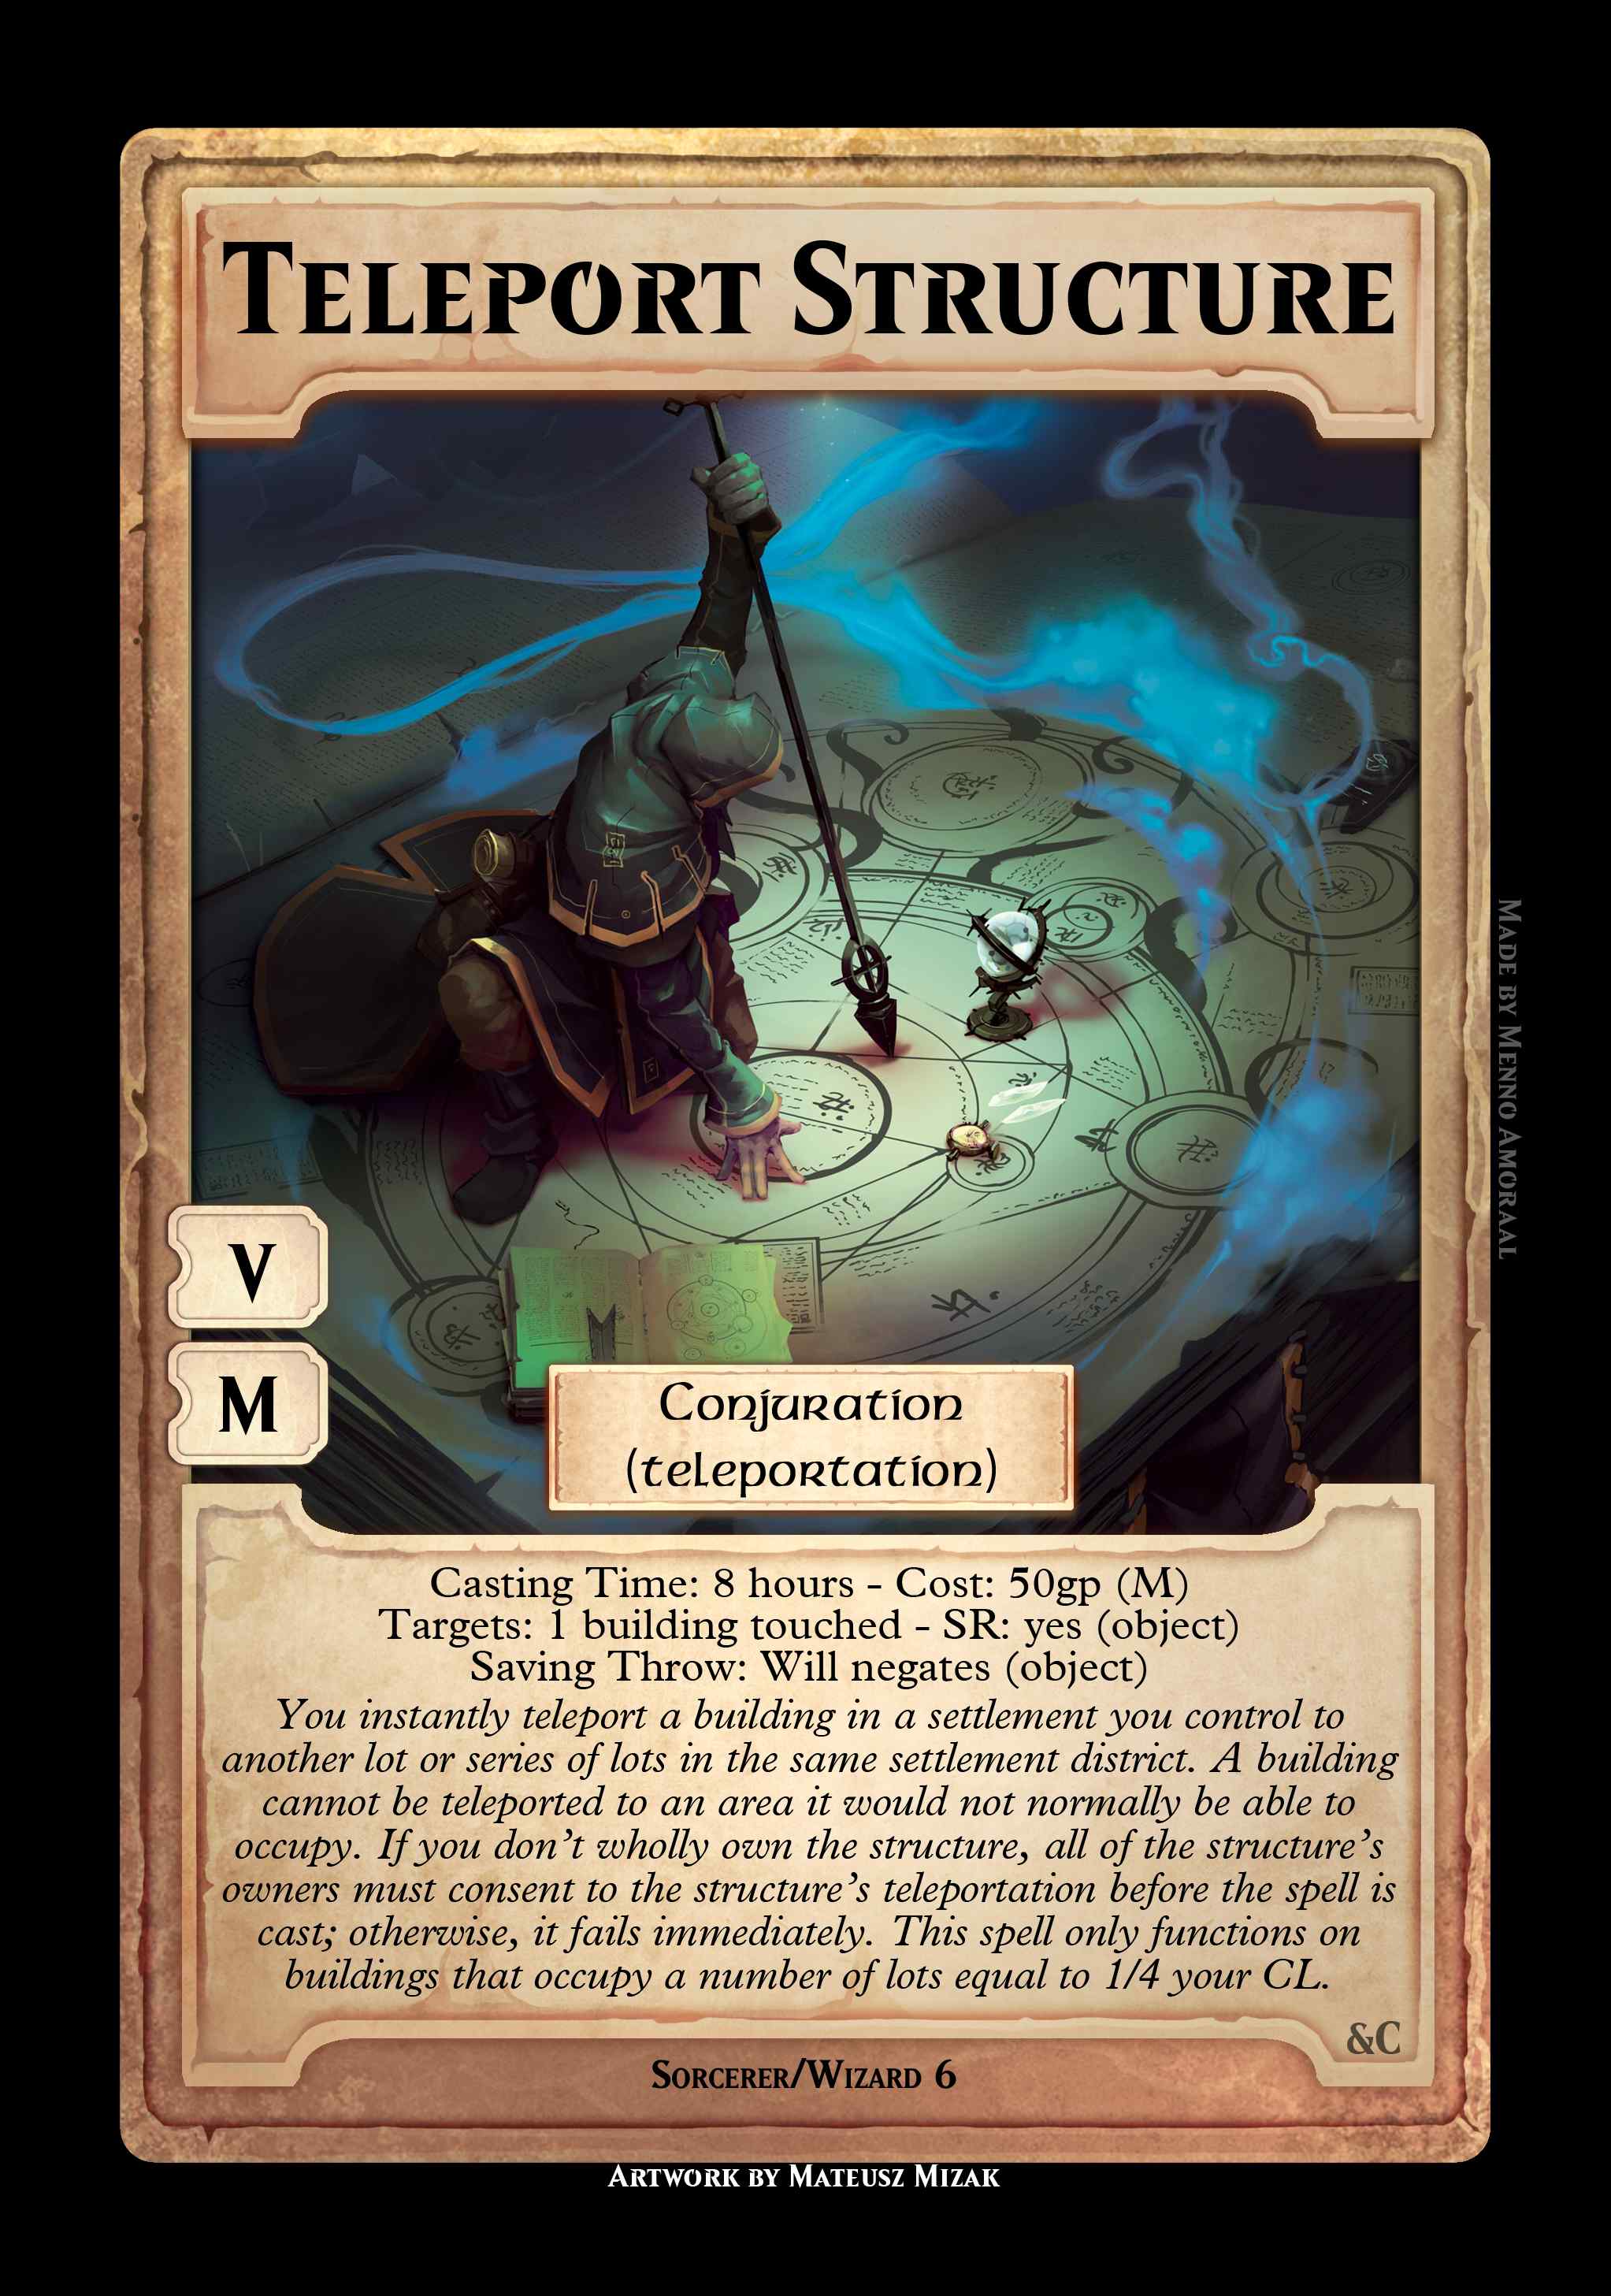 Teleport Structure
V
M
Conjuration
(teleportation)
Casting Time: 8 hours - Cost: 50gp (M)
Targets: 1 building touched - SR: yes (object)
Saving Throw: Will negates (object)
You instantly teleport a building in a settlement you control to
another lot or series of lots in the same settlement district. A building
cannot be teleported to an area it would not normally be able to
occupy. If you don't wholly own the structure, all of the structure's
owners must consent to the structure's teleportation before the spell is
cast; otherwise, it fails immediately. This spell only functions on
buildings that occupy a number of lots equal to 1/4 your CL.
&C
Sorcerer/Wizard 6
Artwork by Mateusz Mizak
Made by Menno Amoraal